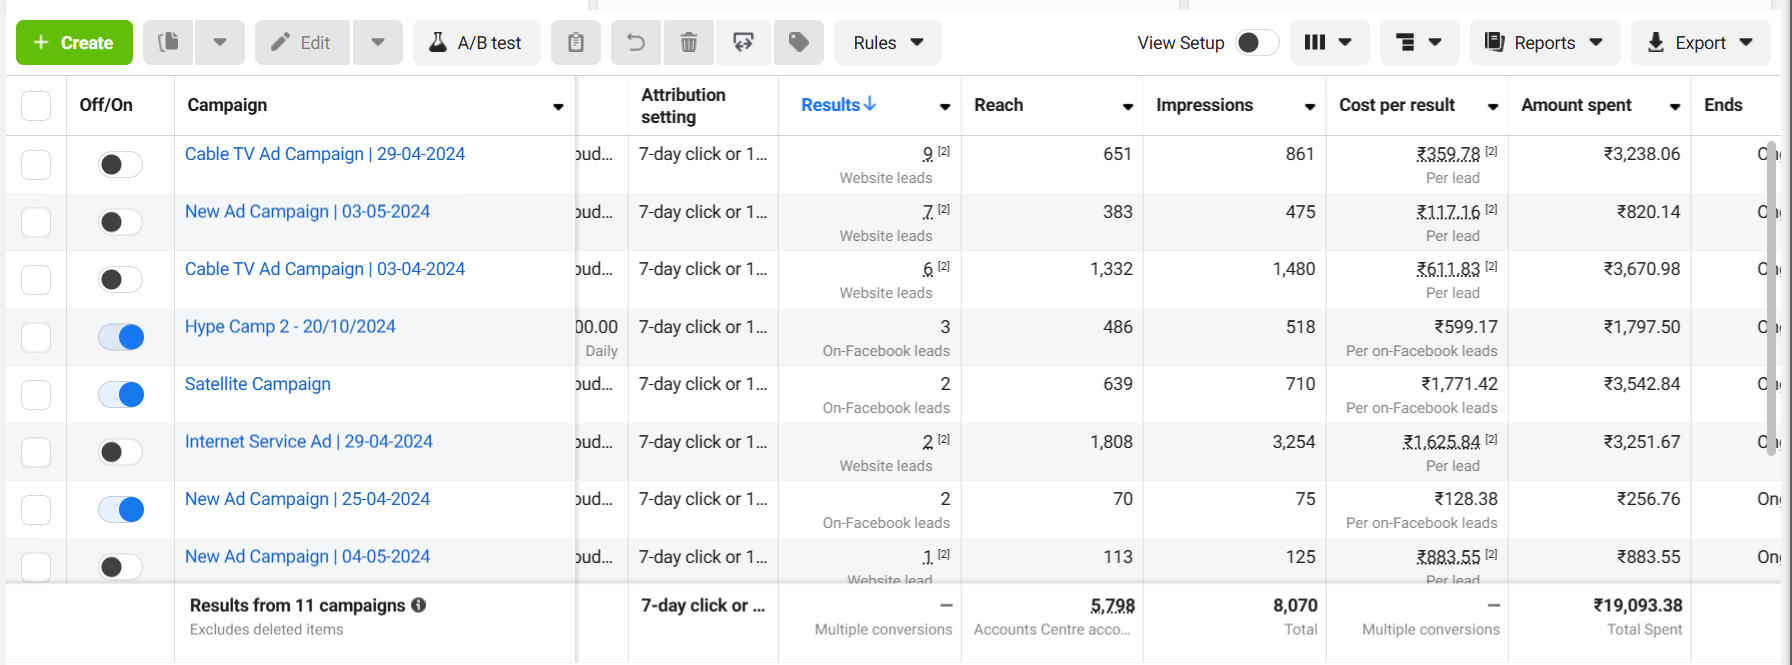 + Create Edit A/B test Rules View Setup Reports Export
Off/On Campaign Attribution setting Results↓ Reach Impressions Cost per result Amount spent Ends
Cable TV Ad Campaign | 29-04-2024 7-day click or 1... 9 [2] 651 861 ₹359.78 [2] ₹3,238.06
Website leads Per lead
New Ad Campaign | 03-05-2024 7-day click or 1... 7 [2] 383 475 ₹117.16 [2] ₹820.14
Website leads Per lead
Cable TV Ad Campaign | 03-04-2024 7-day click or 1... 6 [2] 1,332 1,480 ₹611.83 [2] ₹3,670.98
Website leads Per lead
Hype Camp 2 - 20/10/2024 00.00 7-day click or 1... 3 486 518 ₹599.17 ₹1,797.50
Daily On-Facebook leads Per on-Facebook leads
Satellite Campaign 7-day click or 1... 2 639 710 ₹1,771.42 ₹3,542.84
On-Facebook leads Per on-Facebook leads
Internet Service Ad | 29-04-2024 7-day click or 1... 2 [2] 1,808 3,254 ₹1,625.84 [2] ₹3,251.67
Website leads Per lead
New Ad Campaign | 25-04-2024 7-day click or 1... 2 70 75 ₹128.38 ₹256.76
On-Facebook leads Per on-Facebook leads
New Ad Campaign | 04-05-2024 7-day click or 1... 1 [2] 113 125 ₹883.55 [2] ₹883.55
Website lead Per lead
Results from 11 campaigns 7-day click or ... — 5,798 8,070 — ₹19,093.38
Excludes deleted items Multiple conversions Accounts Centre acco... Total Multiple conversions Total Spent